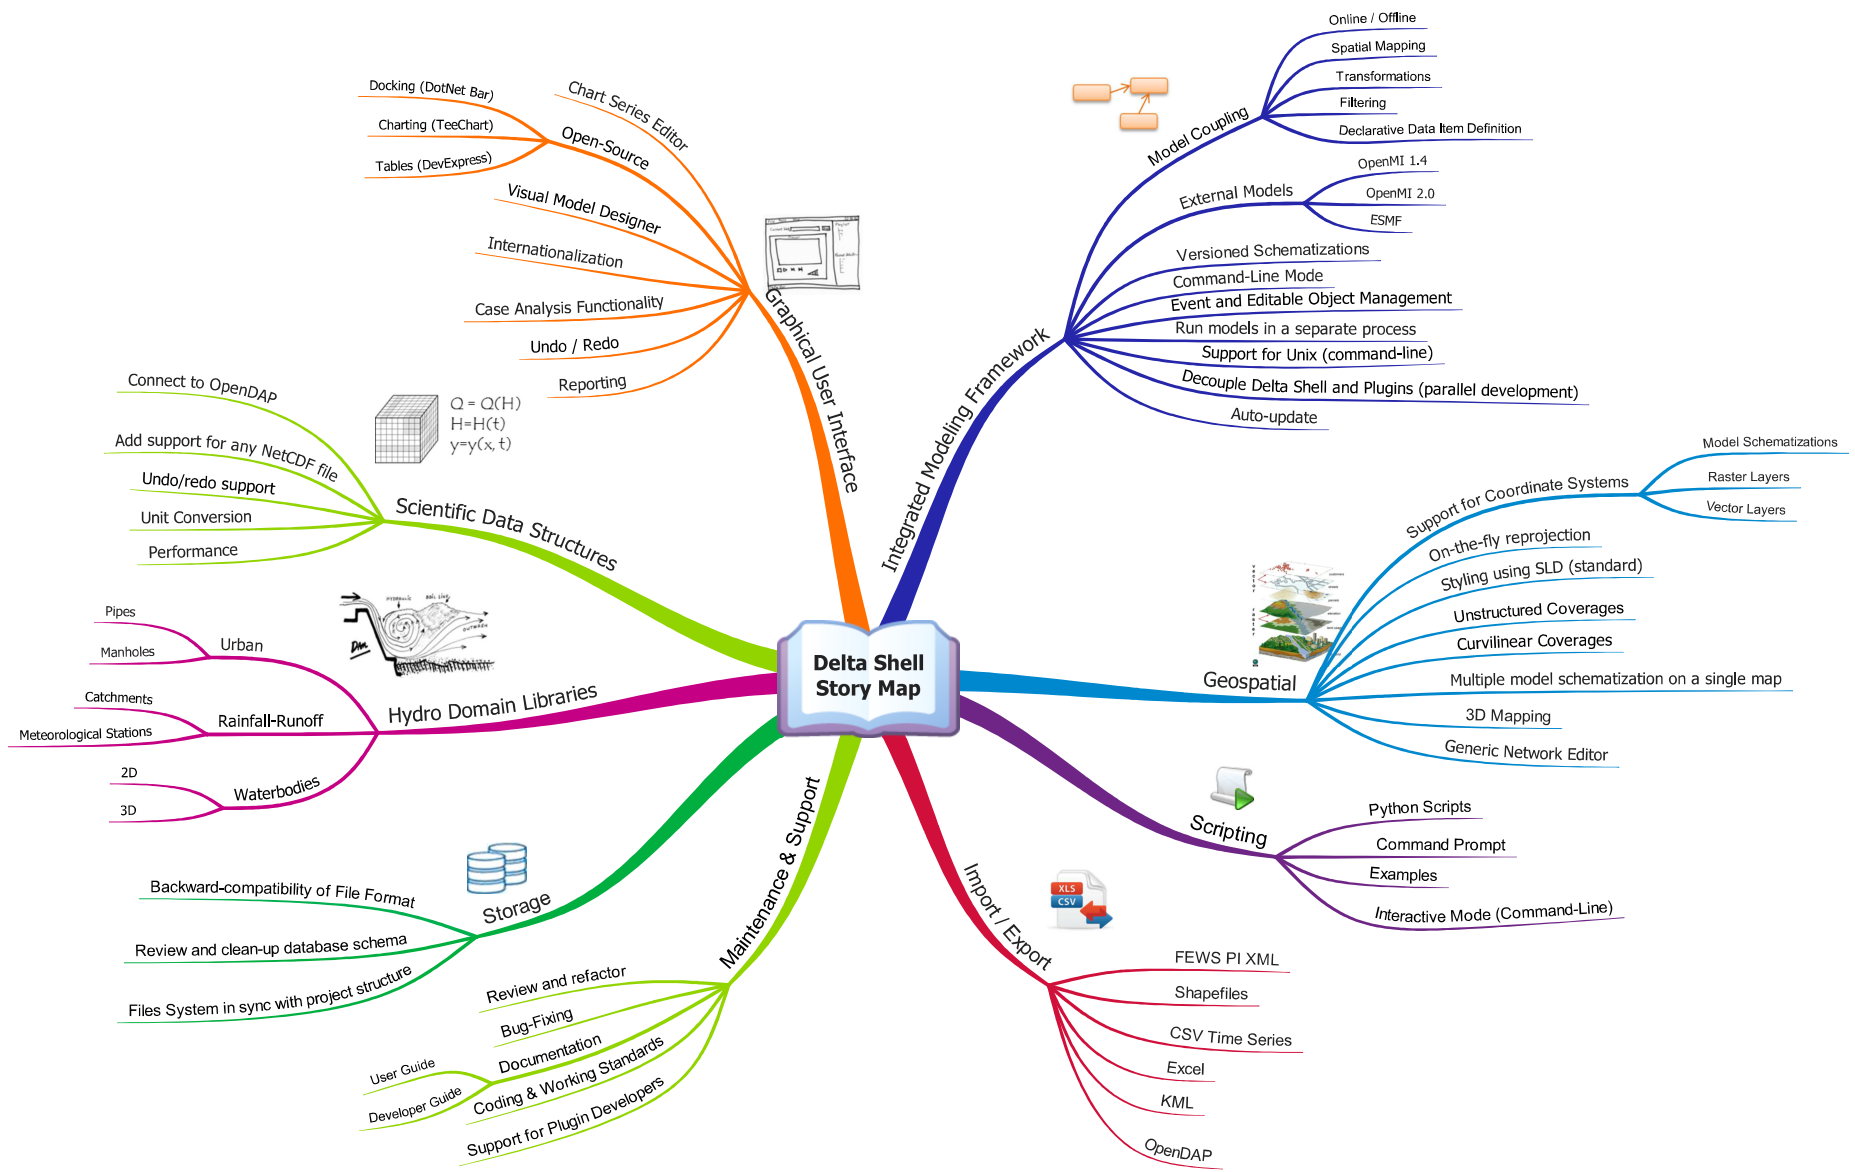 Delta Shell
Story Map
Integrated Modeling Framework
Model Coupling
Online / Offline
Spatial Mapping
Transformations
Filtering
Declarative Data Item Definition
External Models
OpenMI 1.4
OpenMI 2.0
ESMF
Versioned Schematizations
Command-Line Mode
Event and Editable Object Management
Run models in a separate process
Support for Unix (command-line)
Decouple Delta Shell and Plugins (parallel development)
Auto-update
Geospatial
Support for Coordinate Systems
Model Schematizations
Raster Layers
Vector Layers
On-the-fly reprojection
Styling using SLD (standard)
Unstructured Coverages
Curvilinear Coverages
Multiple model schematization on a single map
3D Mapping
Generic Network Editor
VECTOR
RASTER
Scripting
Python Scripts
Command Prompt
Examples
Interactive Mode (Command-Line)
Import / Export
XLS
CSV
FEWS PI XML
Shapefiles
CSV Time Series
Excel
KML
OpenDAP
Maintenance & Support
Review and refactor
Bug-Fixing
Documentation
User Guide
Developer Guide
Coding & Working Standards
Support for Plugin Developers
Storage
Backward-compatibility of File Format
Review and clean-up database schema
Files System in sync with project structure
Hydro Domain Libraries
HYDRAULIC
OUTWASH
Urban
Pipes
Manholes
Rainfall-Runoff
Catchments
Meteorological Stations
Waterbodies
2D
3D
Scientific Data Structures
Q = Q(H)
H=H(t)
y=y(x, t)
Connect to OpenDAP
Add support for any NetCDF file
Undo/redo support
Unit Conversion
Performance
Graphical User Interface
Chart Series Editor
Open-Source
Docking (DotNet Bar)
Charting (TeeChart)
Tables (DevExpress)
Visual Model Designer
Internationalization
Case Analysis Functionality
Undo / Redo
Reporting